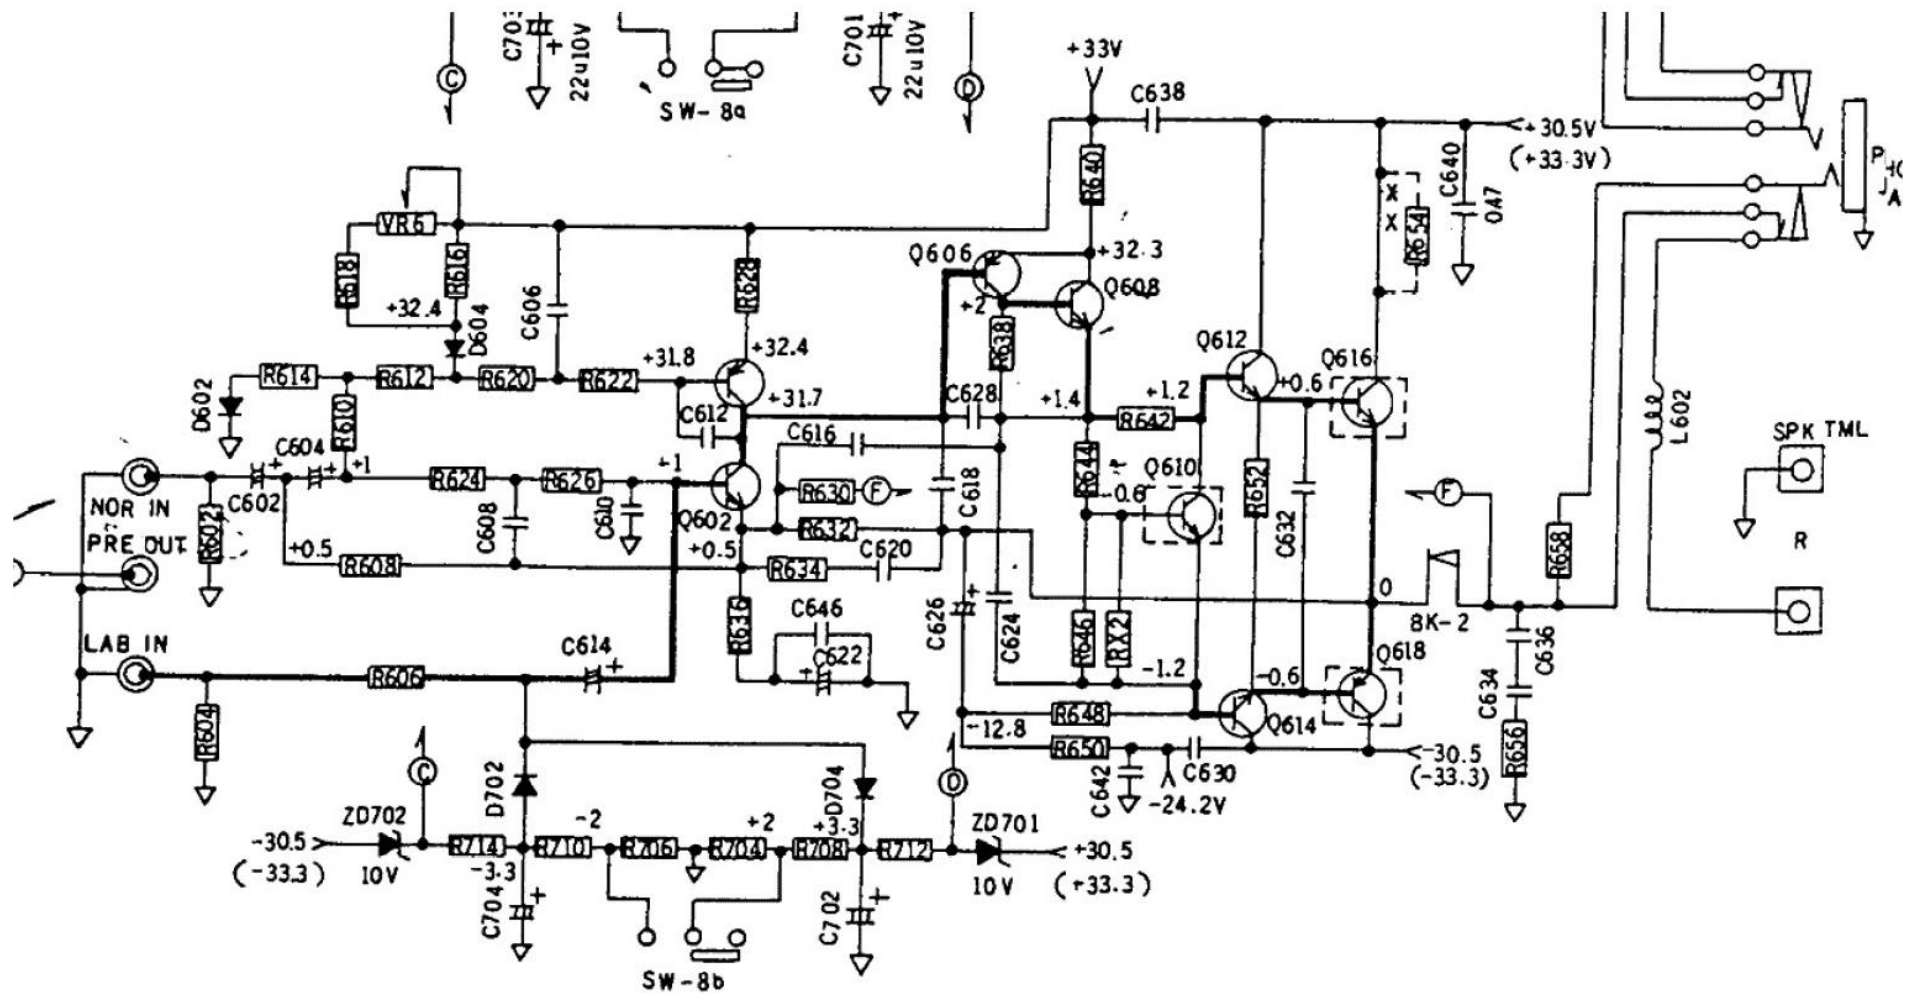 C
22u10V
SW-8a
C701
22u10V
D
+33V
C638
+30.5V
(+33.3V)
C640
047
R640
VR6
R618
R616
+32.4
D604
C606
R628
Q606
+32.3
Q608
+2
R638
R654
X
X
Q612
Q616
+0.6
+31.8
+32.4
+31.7
D602
R614
R612
R620
R622
R610
C612
C628
+1.4
+1.2
R642
C616
L602
SPK TML
C604
+
+1
C602
+
R624
R626
+1
R644
Q610
-0.6
R652
C632
R630
F
C618
F
NOR IN
R602
C608
C610
Q602
R632
PRE OUT
+0.5
R608
+0.5
R634
C620
R
R658
0
8K-2
C626
+
C624
R646
RX2
R636
C646
C622
+
LAB IN
C614
+
R606
R604
-1.2
-0.6
Q618
C636
C634
R656
R648
Q614
-12.8
R650
C642
C630
-24.2V
-30.5
(-33.3)
C
D
D702
D704
ZD702
-30.5
(-33.3)
10V
R714
-3.3
R710
-2
R706
R704
+2
R708
+3.3
R712
ZD701
10V
+30.5
(+33.3)
C704
+
C702
+
SW-8b